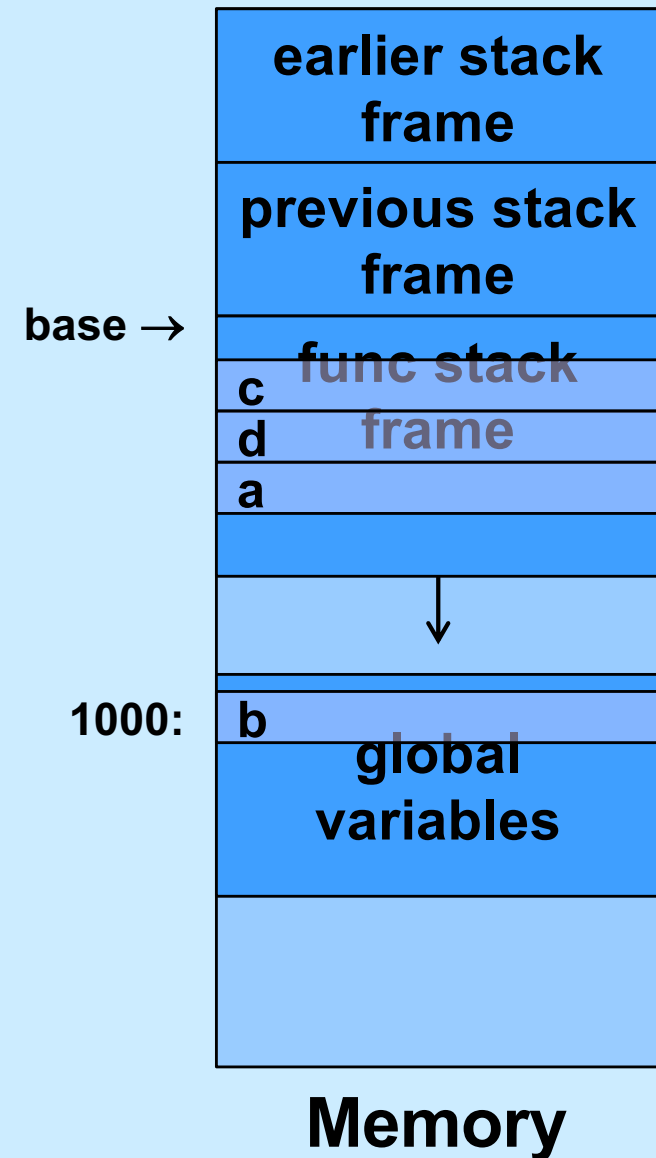 earlier stack
frame
previous stack
frame
base →
func stack
c
frame
d
a
1000:
b
global
variables
Memory